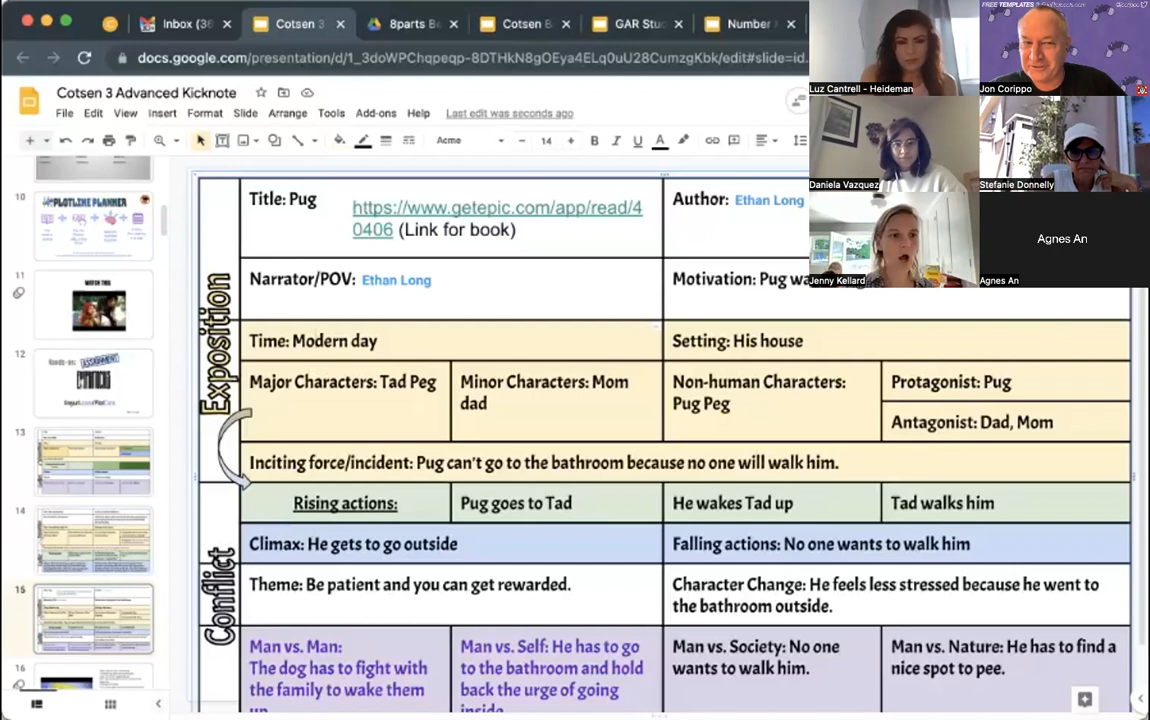 Inbox (36
Cotsen 3
8parts B
Cotsen B
GAR Stu
Number
docs.google.com/presentation/d/1_3doWPChqpeqp-8DTHkN8gOEya4ELq0uU28CumzgKbk/edit#slide=id.
Cotsen 3 Advanced Kicknote
File Edit View Insert Format Slide Arrange Tools Add-ons Help Last edit was seconds ago
Acme 14 B I U A
FREE TEMPLATES
Luz Cantrell - Heideman
Jon Corippo
Daniela Vazquez
Stefanie Donnelly
Jenny Kellard
Agnes An
Agnes An
10
PLOTLINE PLANNER
11
WATCH THIS
12
Hands-on: ASSIGNMENT
13
14
15
16
Exposition
Conflict
Title: Pug
https://www.getepic.com/app/read/4
0406 (Link for book)
Author: Ethan Long
Narrator/POV: Ethan Long
Motivation: Pug wa
Time: Modern day
Setting: His house
Major Characters: Tad Peg
Minor Characters: Mom
dad
Non-human Characters:
Pug Peg
Protagonist: Pug
Antagonist: Dad, Mom
Inciting force/incident: Pug can't go to the bathroom because no one will walk him.
Rising actions:
Pug goes to Tad
He wakes Tad up
Tad walks him
Climax: He gets to go outside
Falling actions: No one wants to walk him
Theme: Be patient and you can get rewarded.
Character Change: He feels less stressed because he went to
the bathroom outside.
Man vs. Man:
The dog has to fight with
the family to wake them
up
Man vs. Self: He has to go
to the bathroom and hold
back the urge of going
inside
Man vs. Society: No one
wants to walk him.
Man vs. Nature: He has to find a
nice spot to pee.